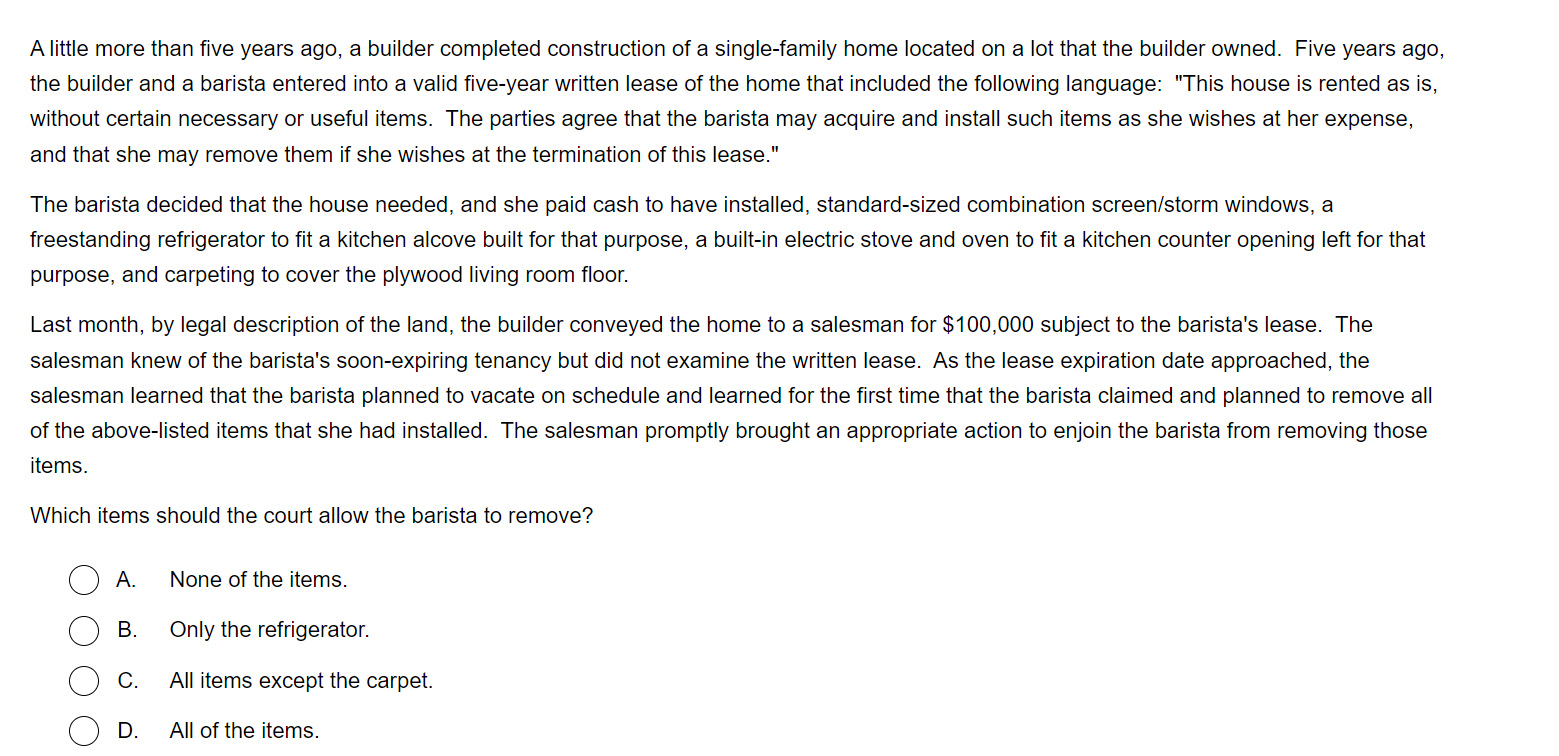 A little more than five years ago, a builder completed construction of a single-family home located on a lot that the builder owned.  Five years ago,
the builder and a barista entered into a valid five-year written lease of the home that included the following language:  "This house is rented as is,
without certain necessary or useful items.  The parties agree that the barista may acquire and install such items as she wishes at her expense,
and that she may remove them if she wishes at the termination of this lease."
The barista decided that the house needed, and she paid cash to have installed, standard-sized combination screen/storm windows, a
freestanding refrigerator to fit a kitchen alcove built for that purpose, a built-in electric stove and oven to fit a kitchen counter opening left for that
purpose, and carpeting to cover the plywood living room floor.
Last month, by legal description of the land, the builder conveyed the home to a salesman for $100,000 subject to the barista's lease.  The
salesman knew of the barista's soon-expiring tenancy but did not examine the written lease.  As the lease expiration date approached, the
salesman learned that the barista planned to vacate on schedule and learned for the first time that the barista claimed and planned to remove all
of the above-listed items that she had installed.  The salesman promptly brought an appropriate action to enjoin the barista from removing those
items.
Which items should the court allow the barista to remove?
A. None of the items.
B. Only the refrigerator.
C. All items except the carpet.
D. All of the items.